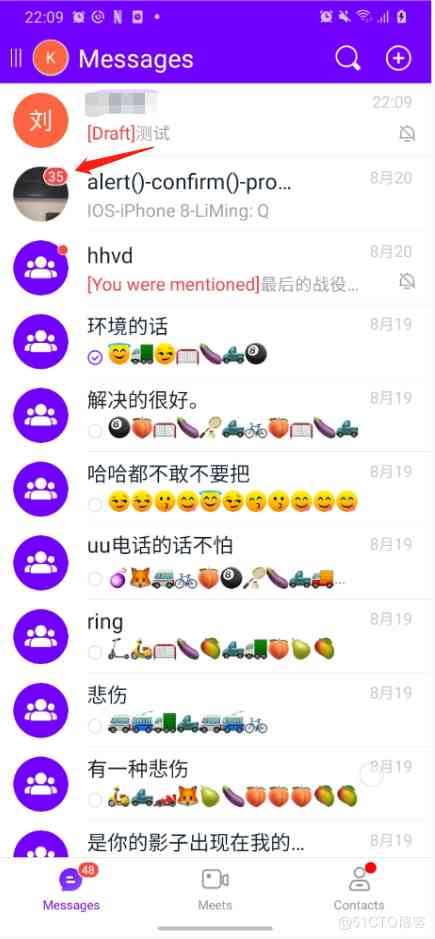 22:09
K
Messages
刘
22:09
[Draft]测试
35
alert()-confirm()-pro...
8月20
IOS-iPhone 8-LiMing: Q
hhvd
8月20
[You were mentioned]最后的战役...
环境的话
8月19
解决的很好。
8月19
哈哈都不敢不要把
8月19
uu电话的话不怕
8月19
...
ring
8月19
悲伤
8月19
有一种悲伤
8月19
是你的影子出现在我的...
8月19
48
Messages
Meets
Contacts
@51CTO博客